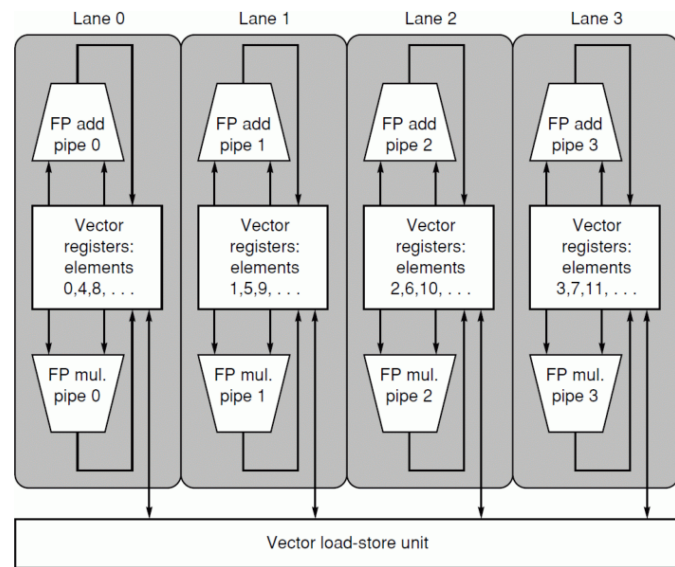 Lane 0
Lane 1
Lane 2
Lane 3
FP add
pipe 0
FP add
pipe 1
FP add
pipe 2
FP add
pipe 3
Vector
registers:
elements
0,4,8, . . .
Vector
registers:
elements
1,5,9, . . .
Vector
registers:
elements
2,6,10, . . .
Vector
registers:
elements
3,7,11, . . .
FP mul.
pipe 0
FP mul.
pipe 1
FP mul.
pipe 2
FP mul.
pipe 3
Vector load-store unit